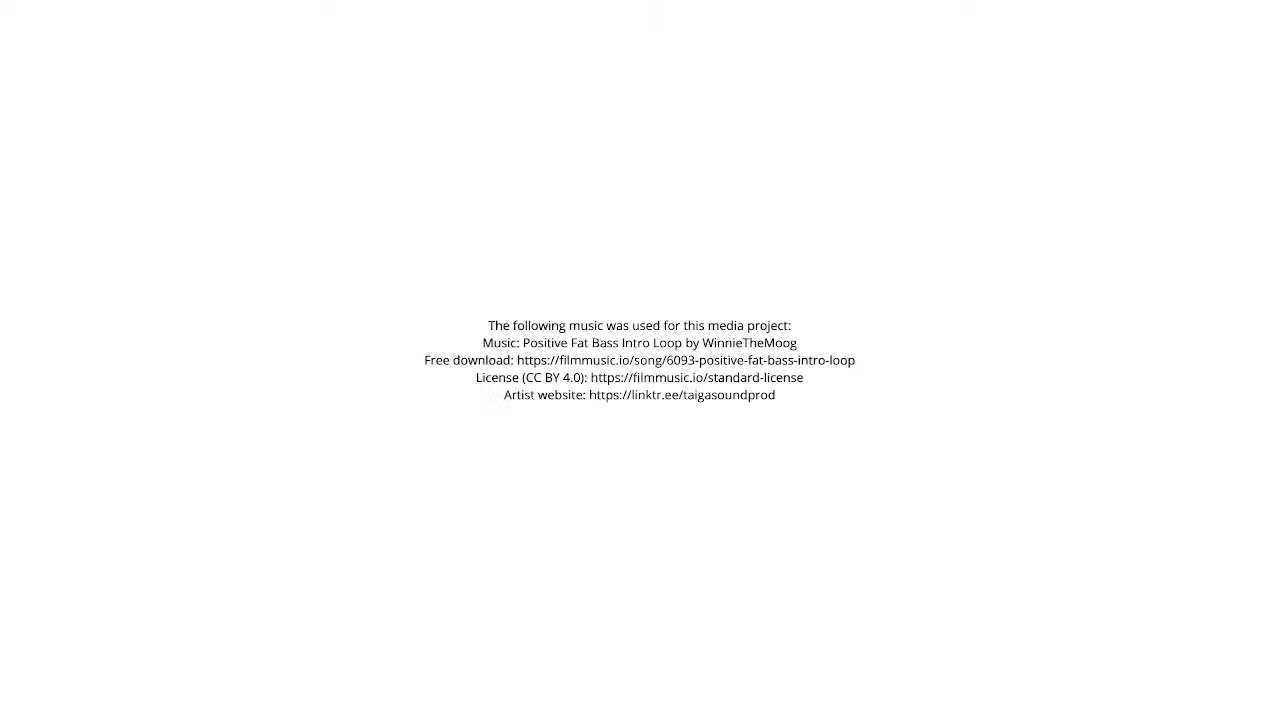 The following music was used for this media project:
Music: Positive Fat Bass Intro Loop by WinnieTheMoog
Free download: https://filmmusic.io/song/6093-positive-fat-bass-intro-loop
License (CC BY 4.0): https://filmmusic.io/standard-license
Artist website: https://linktr.ee/taigasoundprod